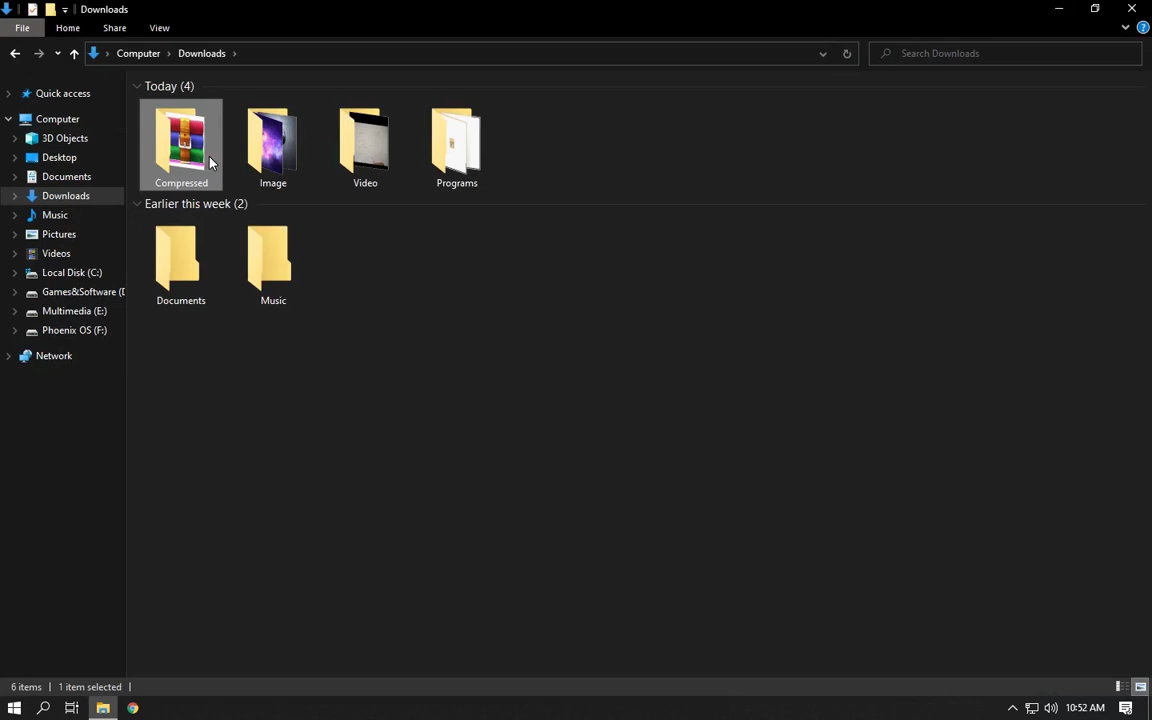 Downloads
File Home Share View
Computer Downloads Search Downloads
Quick access
Computer
3D Objects
Desktop
Documents
Downloads
Music
Pictures
Videos
Local Disk (C:)
Games&Software (D
Multimedia (E:)
Phoenix OS (F:)
Network
Today (4)
Compressed Image Video Programs
Earlier this week (2)
Documents Music
6 items 1 item selected
10:52 AM